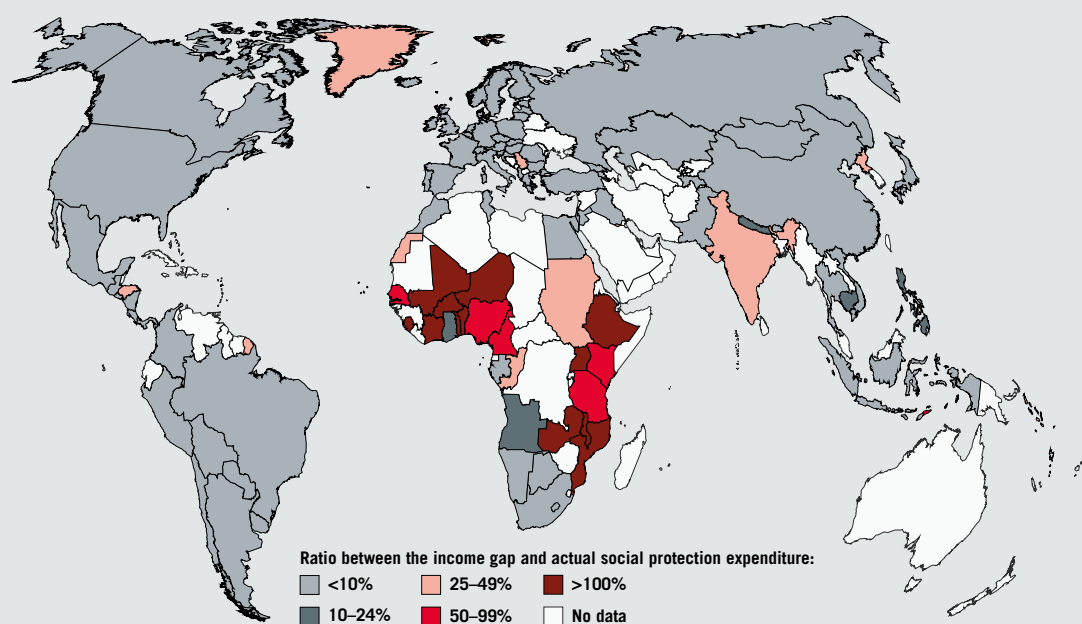 Ratio between the income gap and actual social protection expenditure:
<10% 25–49% >100%
10–24% 50–99% No data